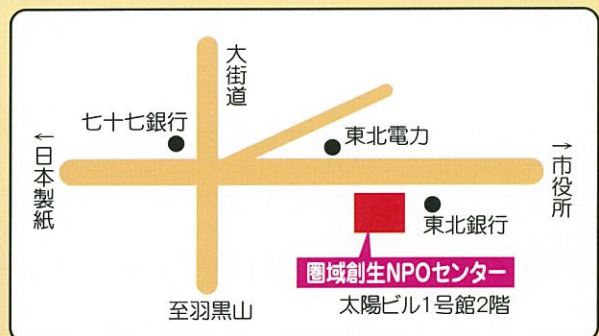 大街道
七十七銀行
東北電力
←日本製紙
→市役所
東北銀行
圏域創生NPOセンター
至羽黒山
太陽ビル1号館2階